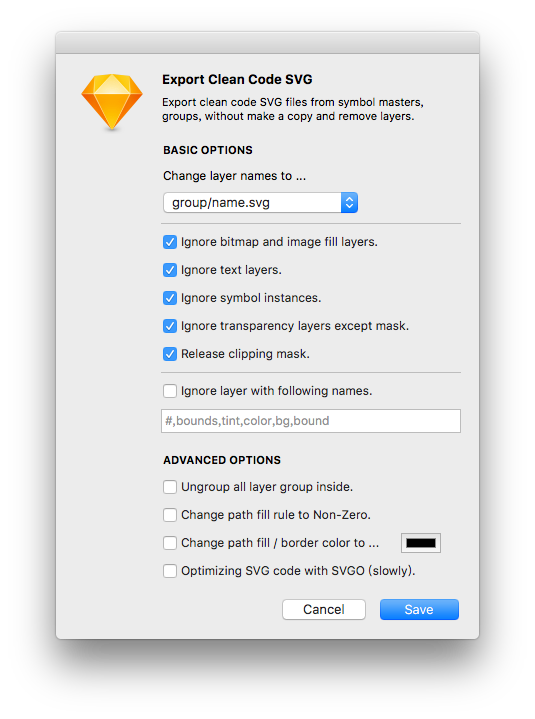 Export Clean Code SVG
Export clean code SVG files from symbol masters,
groups, without make a copy and remove layers.
BASIC OPTIONS
Change layer names to ...
group/name.svg
Ignore bitmap and image fill layers.
Ignore text layers.
Ignore symbol instances.
Ignore transparency layers except mask.
Release clipping mask.
Ignore layer with following names.
#,bounds,tint,color,bg,bound
ADVANCED OPTIONS
Ungroup all layer group inside.
Change path fill rule to Non-Zero.
Change path fill / border color to ...
Optimizing SVG code with SVGO (slowly).
Cancel
Save